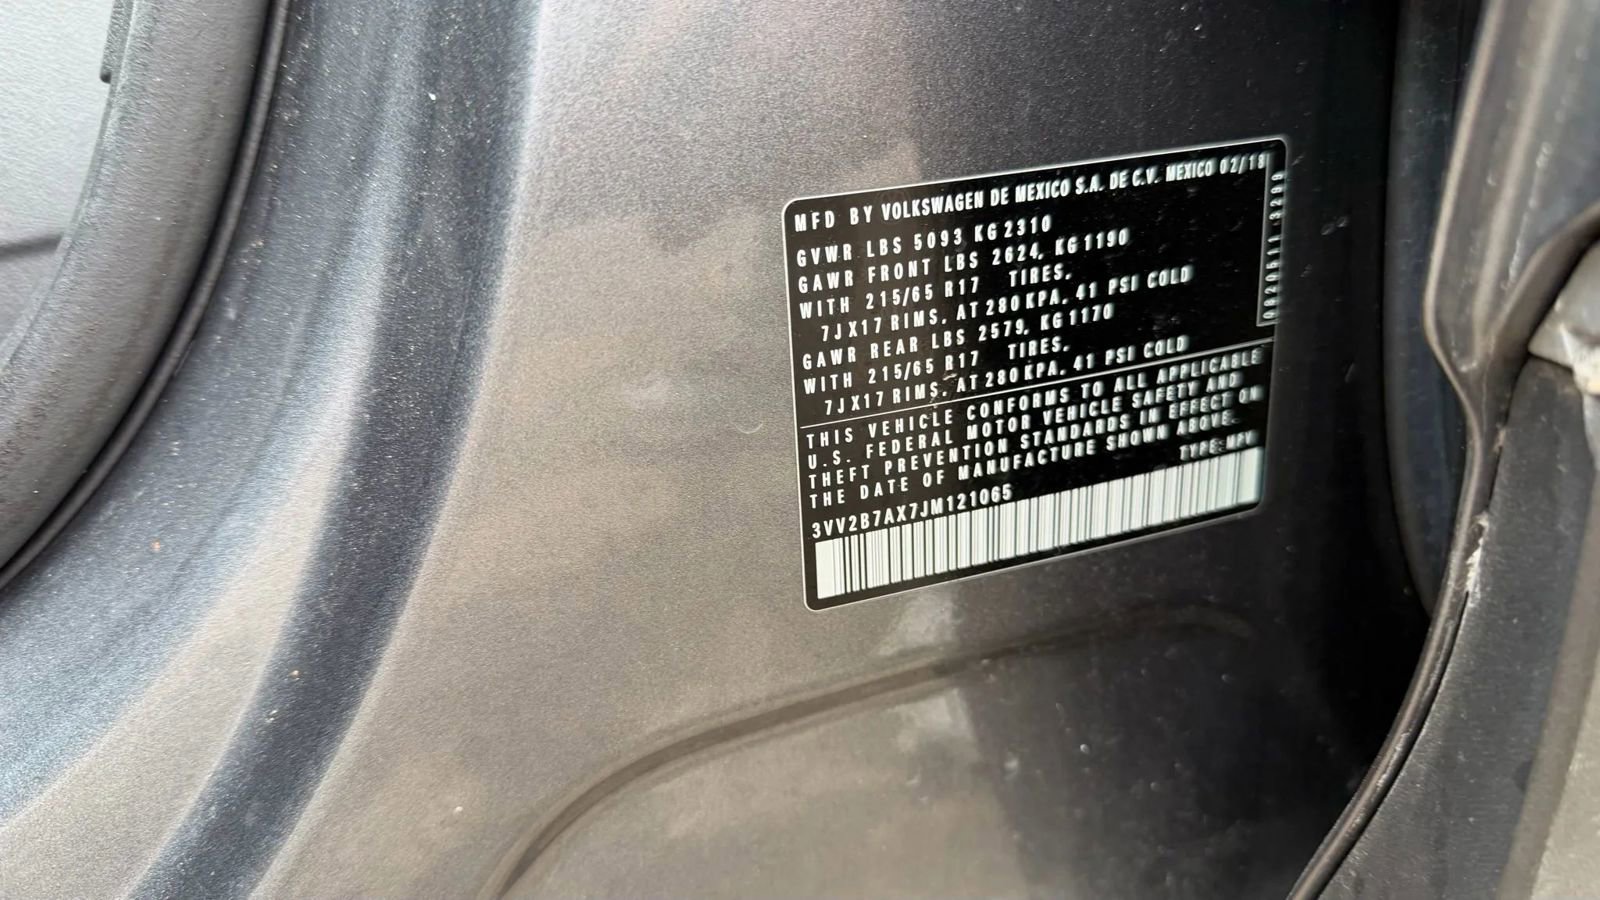 MFD BY VOLKSWAGEN DE MEXICO S.A. DE C.V. MEXICO 02/18
GVWR LBS 5093 KG 2310
GAWR FRONT LBS 2624, KG 1190
WITH 215/65 R17 TIRES,
7JX17 RIMS, AT 280 KPA, 41 PSI COLD
GAWR REAR LBS 2579, KG 1170
WITH 215/65 R17 TIRES,
7JX17 RIMS, AT 280 KPA, 41 PSI COLD
THIS VEHICLE CONFORMS TO ALL APPLICABLE
U.S. FEDERAL MOTOR VEHICLE SAFETY AND
THEFT PREVENTION STANDARDS IN EFFECT ON
THE DATE OF MANUFACTURE SHOWN ABOVE.
TYPE: MPV
3VV2B7AX7JM121065